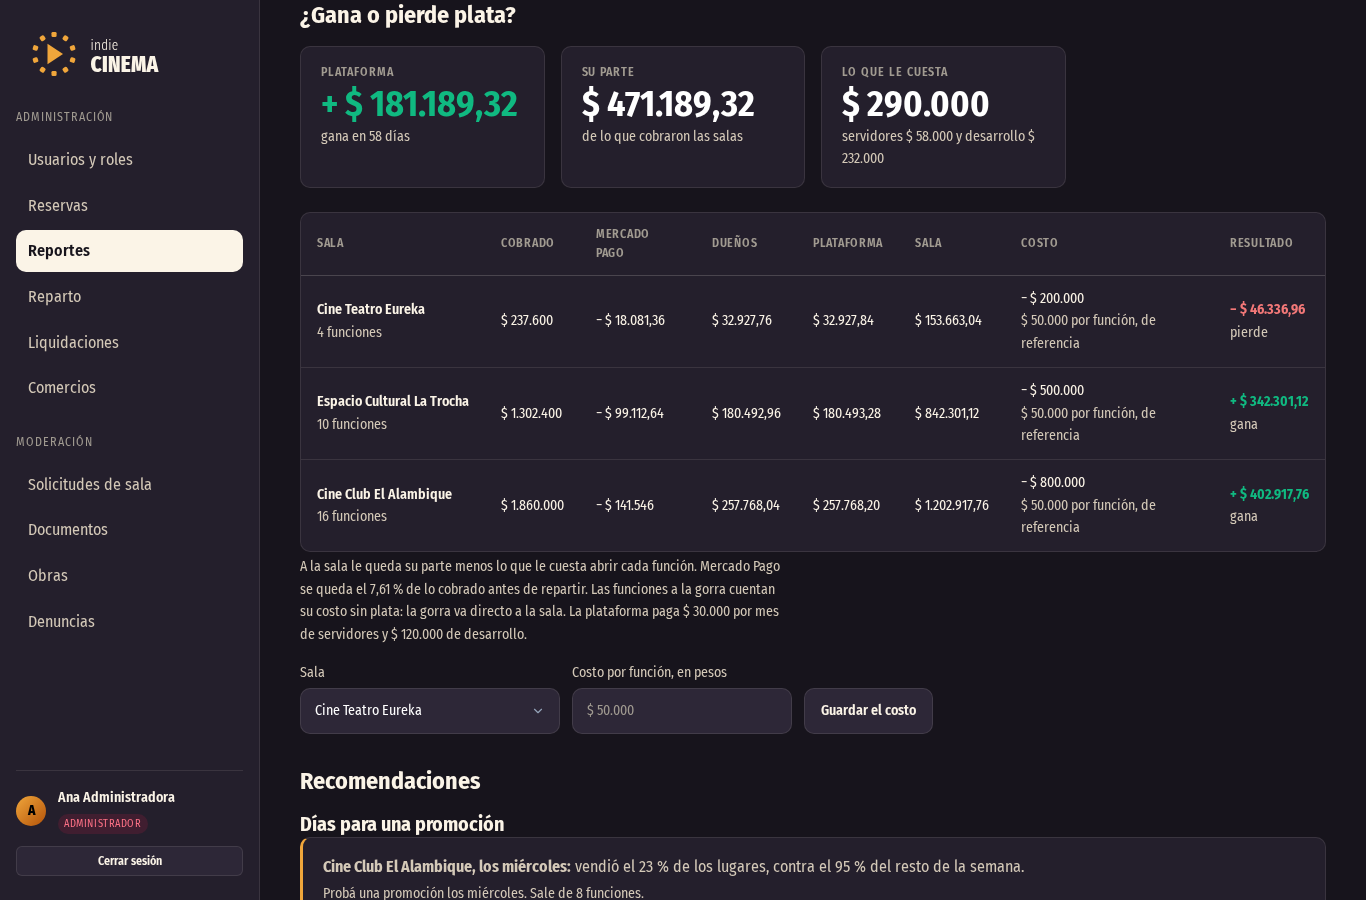 indie
CINEMA
ADMINISTRACIÓN
Usuarios y roles
Reservas
Reportes
Reparto
Liquidaciones
Comercios
MODERACIÓN
Solicitudes de sala
Documentos
Obras
Denuncias
A
Ana Administradora
ADMINISTRADOR
Cerrar sesión
¿Gana o pierde plata?
PLATAFORMA
+ $ 181.189,32
gana en 58 días
SU PARTE
$ 471.189,32
de lo que cobraron las salas
LO QUE LE CUESTA
$ 290.000
servidores $ 58.000 y desarrollo $
232.000
SALA COBRADO MERCADO PAGO DUEÑOS PLATAFORMA SALA COSTO RESULTADO
Cine Teatro Eureka
4 funciones
$ 237.600
− $ 18.081,36
$ 32.927,76
$ 32.927,84
$ 153.663,04
− $ 200.000
$ 50.000 por función, de
referencia
− $ 46.336,96
pierde
Espacio Cultural La Trocha
10 funciones
$ 1.302.400
− $ 99.112,64
$ 180.492,96
$ 180.493,28
$ 842.301,12
− $ 500.000
$ 50.000 por función, de
referencia
+ $ 342.301,12
gana
Cine Club El Alambique
16 funciones
$ 1.860.000
− $ 141.546
$ 257.768,04
$ 257.768,20
$ 1.202.917,76
− $ 800.000
$ 50.000 por función, de
referencia
+ $ 402.917,76
gana
A la sala le queda su parte menos lo que le cuesta abrir cada función. Mercado Pago
se queda el 7,61 % de lo cobrado antes de repartir. Las funciones a la gorra cuentan
su costo sin plata: la gorra va directo a la sala. La plataforma paga $ 30.000 por mes
de servidores y $ 120.000 de desarrollo.
Sala
Cine Teatro Eureka
Costo por función, en pesos
$ 50.000
Guardar el costo
Recomendaciones
Días para una promoción
Cine Club El Alambique, los miércoles: vendió el 23 % de los lugares, contra el 95 % del resto de la semana.
Probá una promoción los miércoles. Sale de 8 funciones.